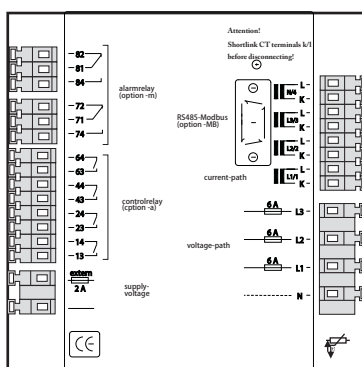 Attention!
Shortlink CT terminals k/l
before disconnecting!
82
81
84
alarmrelay
(option -m)
72
71
74
RS485-Modbus
(option -MB)
L
N/4
K
L
L3/3
K
L
L2/2
K
L
L1/1
K
current-path
64
63
44
43
24
23
14
13
controlrelay
(cption -a)
6 A
L3
6 A
L2
6 A
L1
N
voltage-path
extern
2 A
supply-
voltage
CE